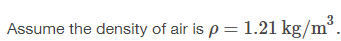 Assume the density of air is ρ = 1.21 kg/m³.